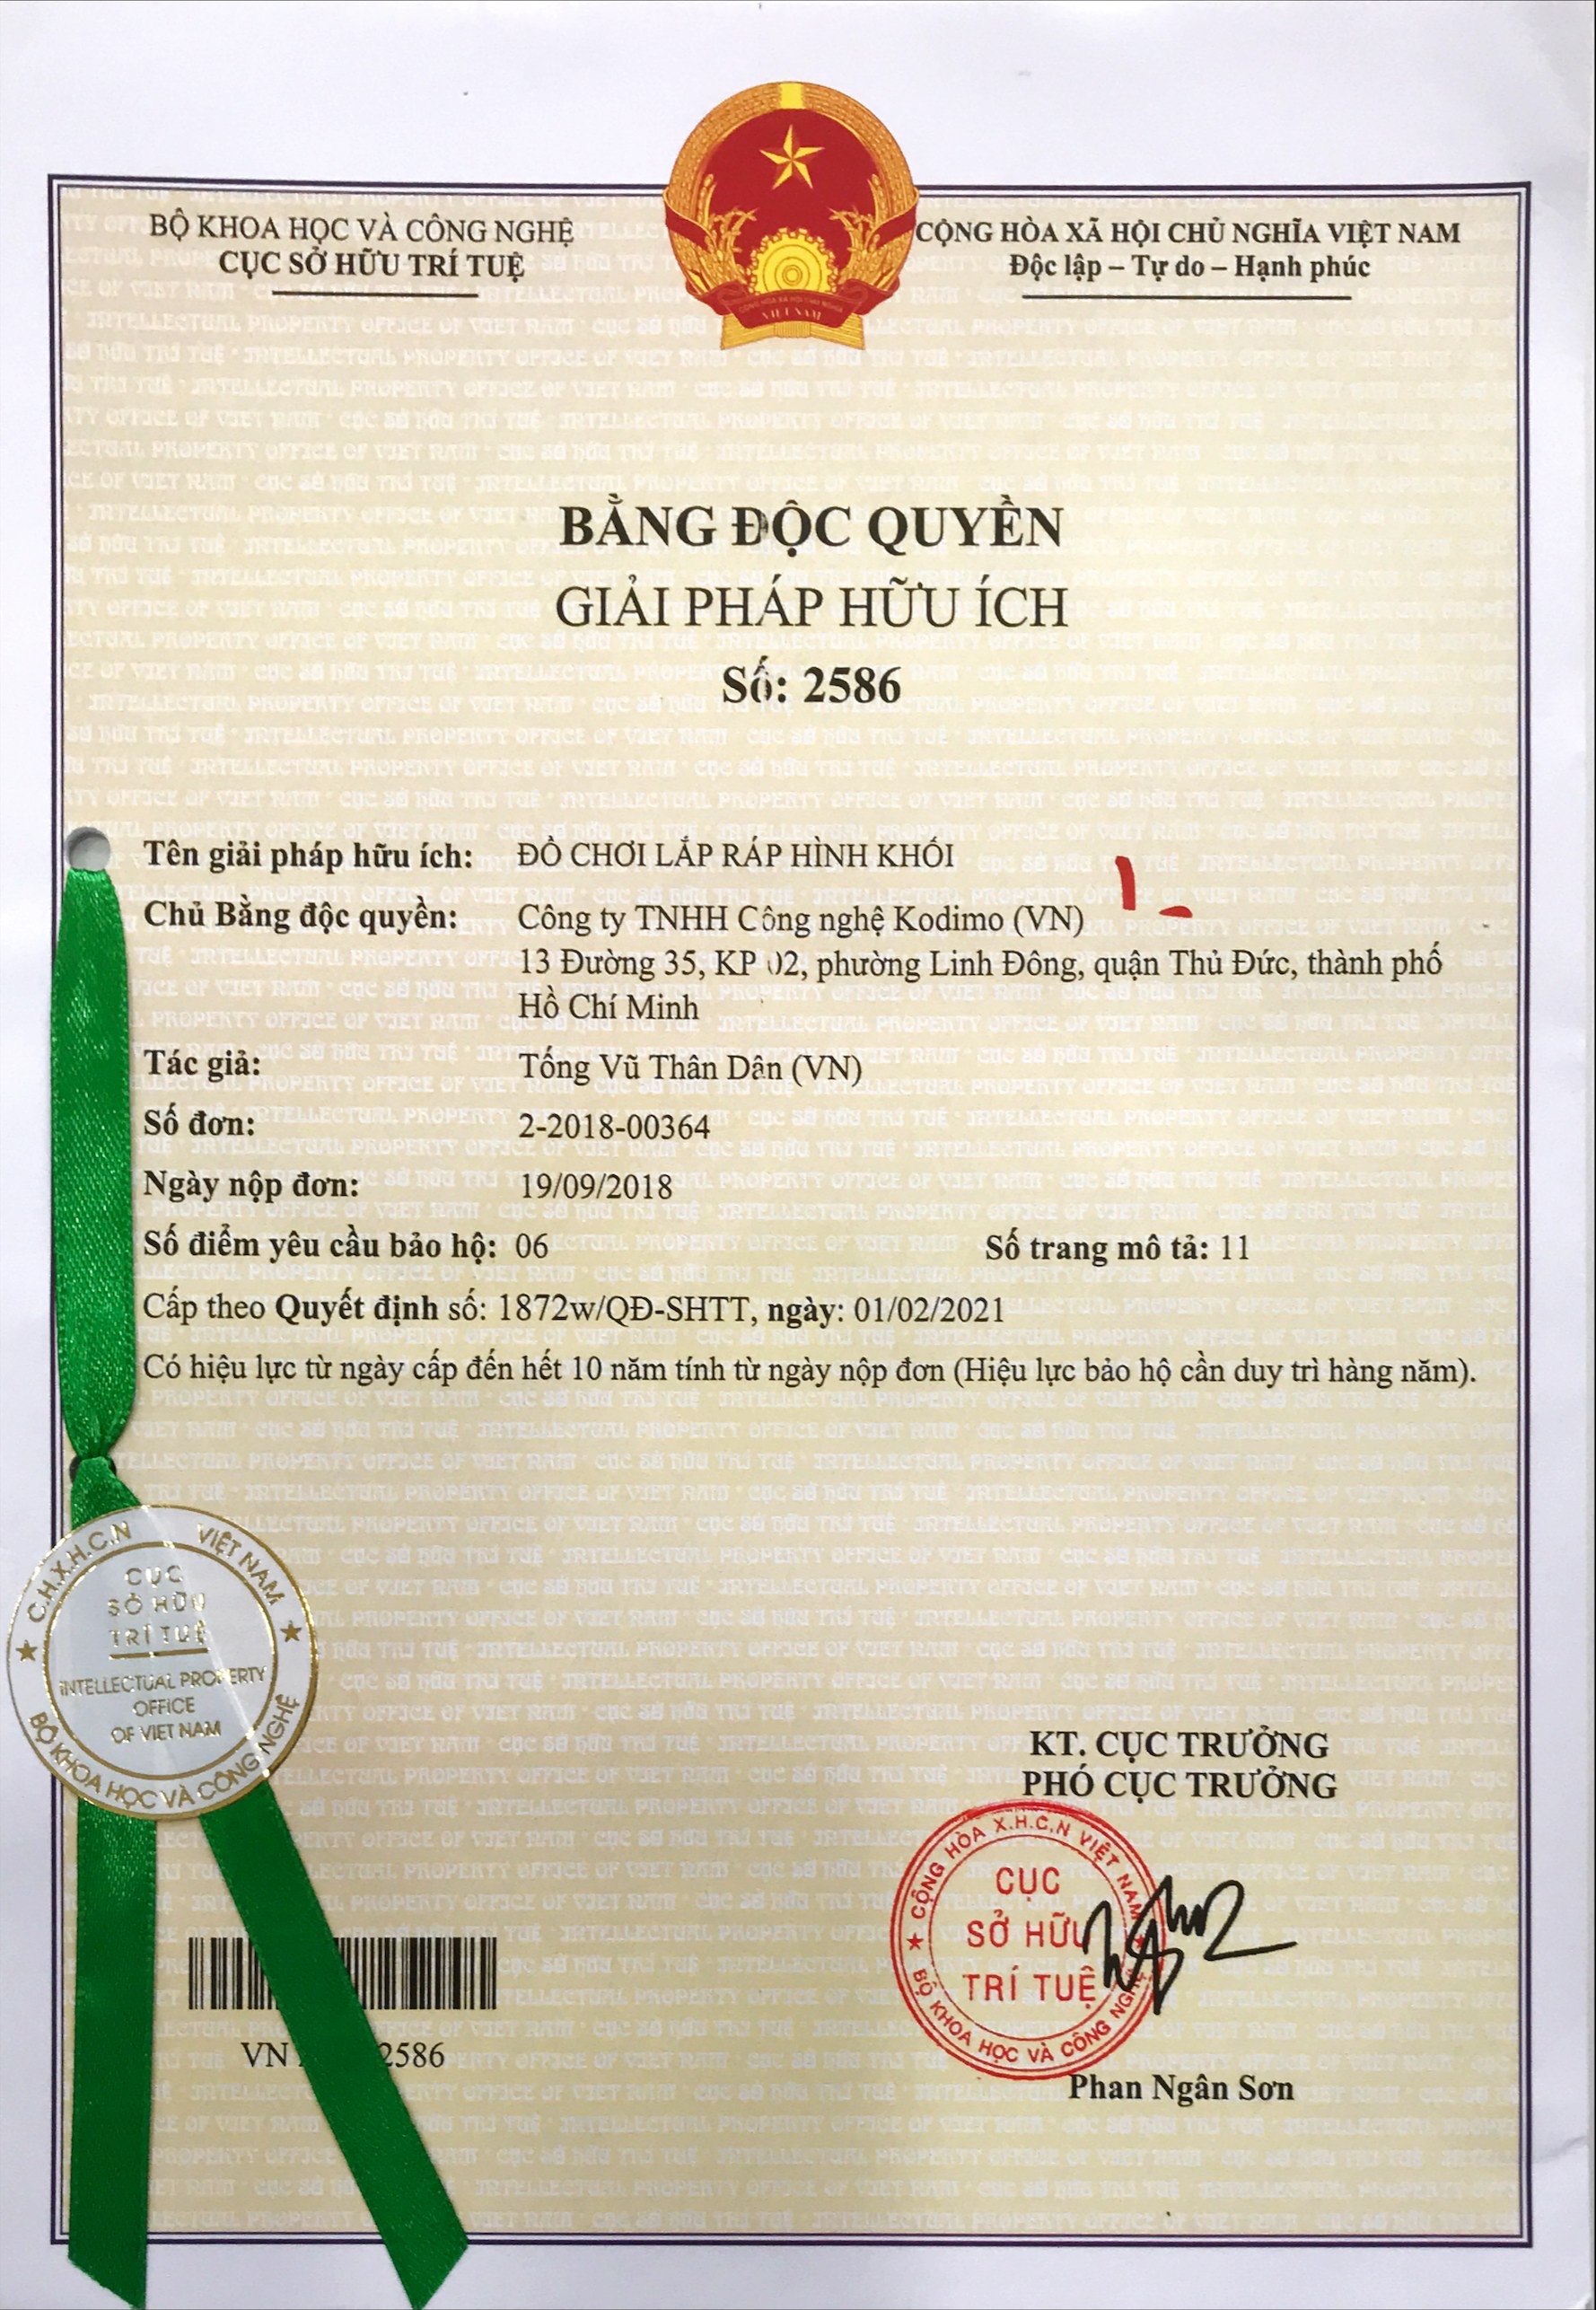 BỘ KHOA HỌC VÀ CÔNG NGHỆ
CỤC SỞ HỮU TRÍ TUỆ
CỘNG HÒA XÃ HỘI CHỦ NGHĨA VIỆT NAM
Độc lập – Tự do – Hạnh phúc
VIỆT NAM
BẰNG ĐỘC QUYỀN
GIẢI PHÁP HỮU ÍCH
Số: 2586
Tên giải pháp hữu ích: ĐỒ CHƠI LẮP RÁP HÌNH KHỐI
Chủ Bằng độc quyền: Công ty TNHH Công nghệ Kodimo (VN)
13 Đường 35, KP 02, phường Linh Đông, quận Thủ Đức, thành phố
Hồ Chí Minh
Tác giả: Tống Vũ Thân Dân (VN)
Số đơn: 2-2018-00364
Ngày nộp đơn: 19/09/2018
Số điểm yêu cầu bảo hộ: 06 Số trang mô tả: 11
Cấp theo Quyết định số: 1872w/QĐ-SHTT, ngày: 01/02/2021
Có hiệu lực từ ngày cấp đến hết 10 năm tính từ ngày nộp đơn (Hiệu lực bảo hộ cần duy trì hàng năm).
C.H.X.H.C.N VIỆT NAM
CỤC
SỞ HỮU
TRÍ TUỆ
INTELLECTUAL PROPERTY
OFFICE
OF VIET NAM
BỘ KHOA HỌC VÀ CÔNG NGHỆ
KT. CỤC TRƯỞNG
PHÓ CỤC TRƯỞNG
CỘNG HÒA X.H.C.N VIỆT NAM
CỤC
SỞ HỮU
TRÍ TUỆ
BỘ KHOA HỌC VÀ CÔNG NGHỆ
Phan Ngân Sơn
VN 2586